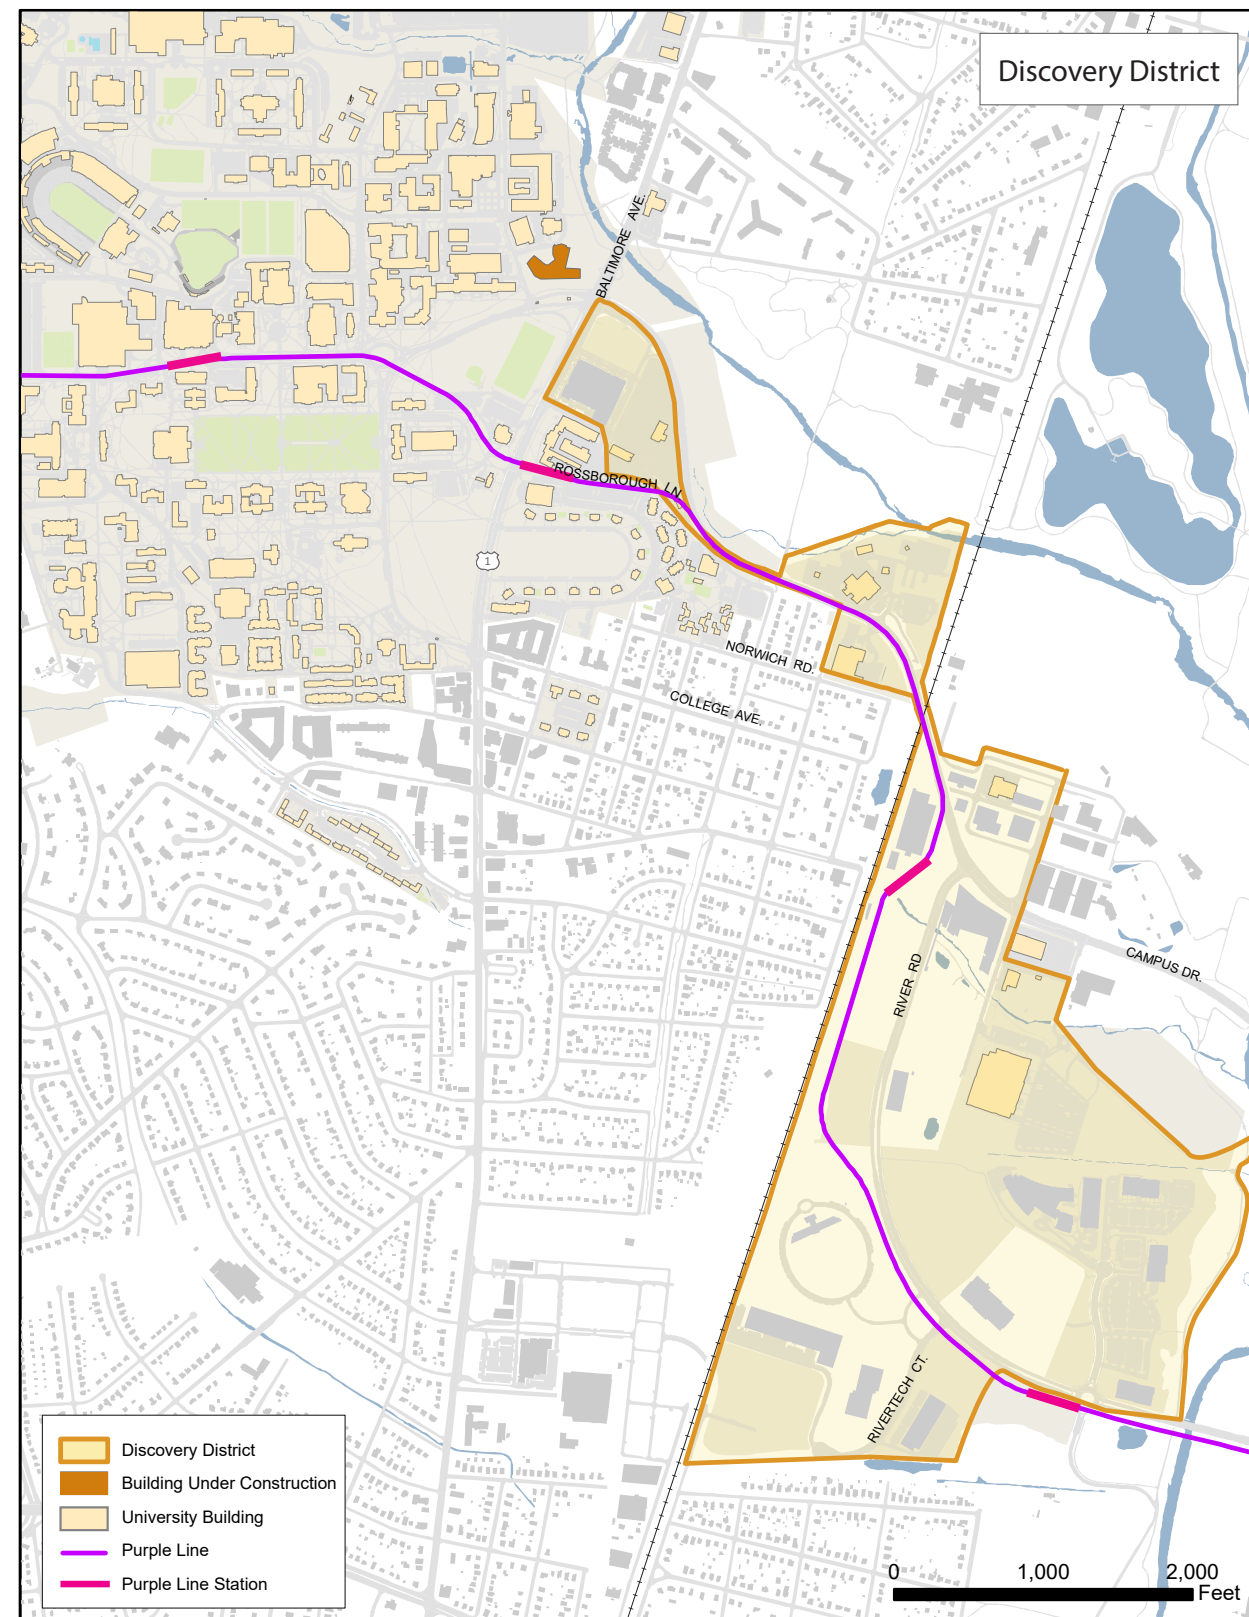 Discovery District
BALTIMORE AVE.
ROSSBOROUGH LN
1
NORWICH RD.
COLLEGE AVE.
CAMPUS DR.
RIVER RD
RIVERTECH CT.
Discovery District
Building Under Construction
University Building
Purple Line
Purple Line Station
0 1,000 2,000
Feet